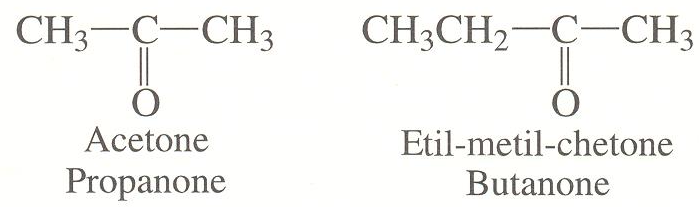 CH3—C—CH3
O
Acetone
Propanone
CH3CH2—C—CH3
O
Etil-metil-chetone
Butanone